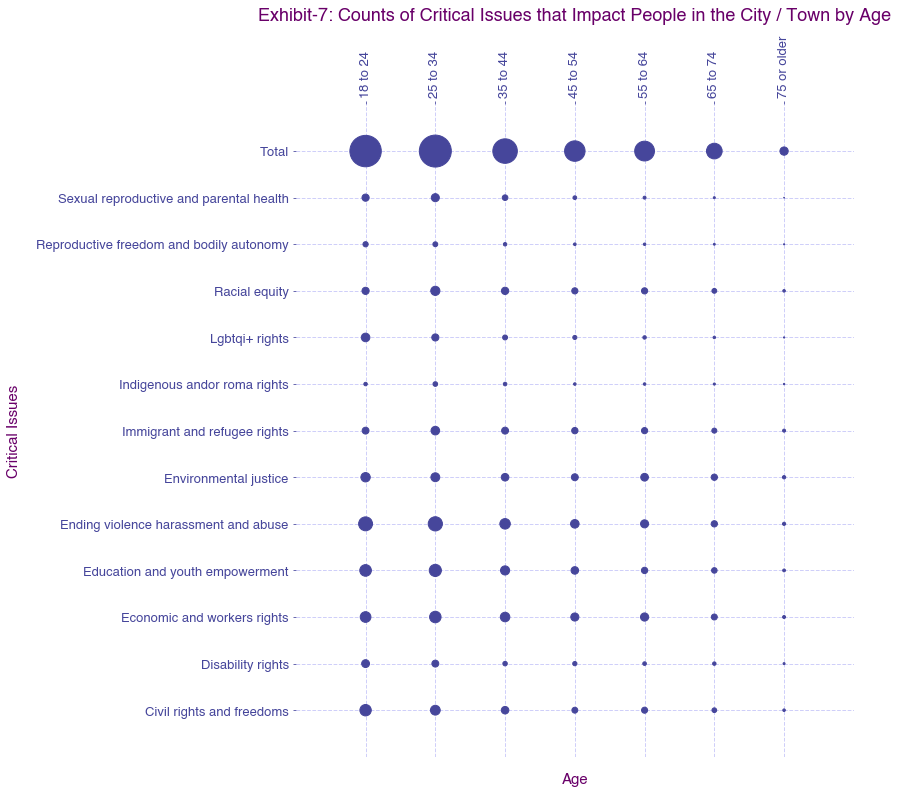 Exhibit-7: Counts of Critical Issues that Impact People in the City / Town by Age
18 to 24
25 to 34
35 to 44
45 to 54
55 to 64
65 to 74
75 or older
Total
Sexual reproductive and parental health
Reproductive freedom and bodily autonomy
Racial equity
Lgbtqi+ rights
Indigenous andor roma rights
Immigrant and refugee rights
Environmental justice
Ending violence harassment and abuse
Education and youth empowerment
Economic and workers rights
Disability rights
Civil rights and freedoms
Critical Issues
Age